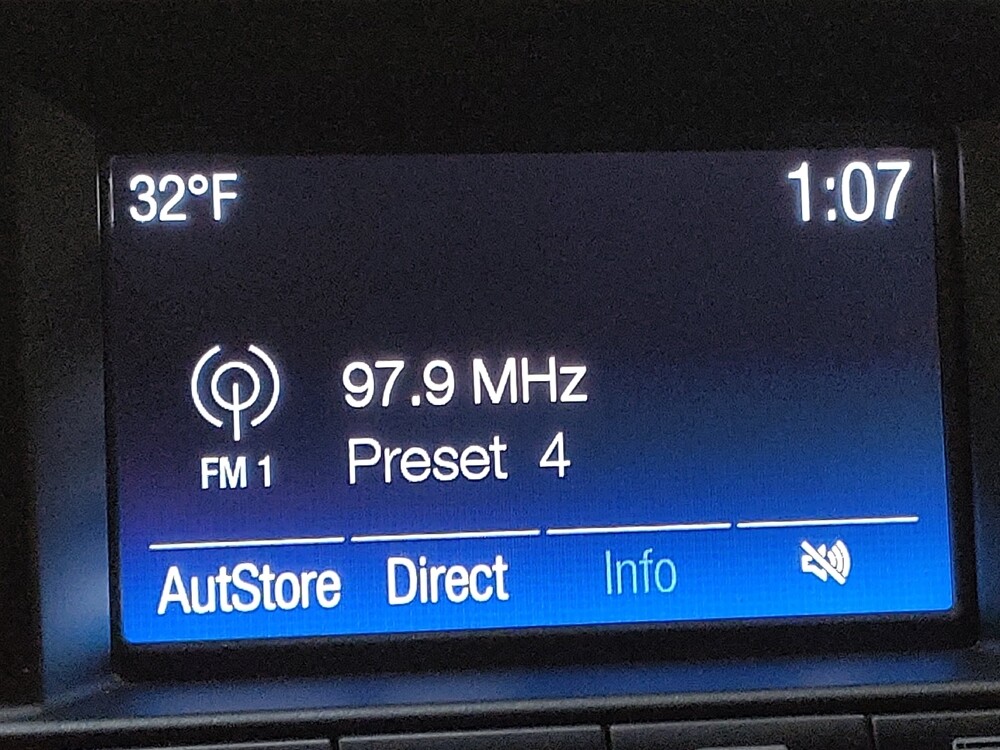 32°F 1:07
97.9 MHz
FM 1 Preset 4
AutStore Direct Info